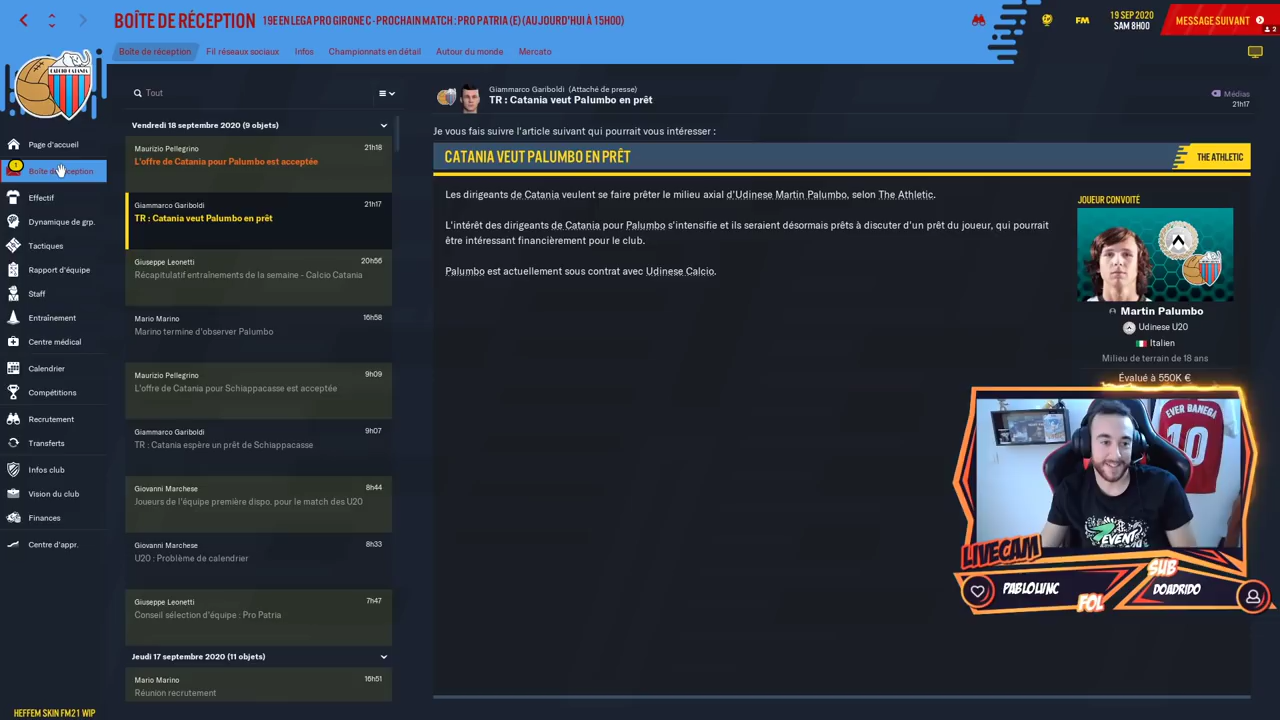 BOÎTE DE RÉCEPTION
19E EN LEGA PRO GIRONE C - PROCHAIN MATCH : PRO PATRIA (E) (AUJOURD'HUI À 15H00)
FM
19 SEP 2020
SAM 8H00
MESSAGE SUIVANT
2
Boîte de réception
Fil réseaux sociaux
Infos
Championnats en détail
Autour du monde
Mercato
CALCIO CATANIA
Page d'accueil
1
Effectif
Dynamique de grp.
Tactiques
Rapport d'équipe
Staff
Entraînement
Centre médical
Calendrier
Compétitions
Recrutement
Transferts
Infos club
Vision du club
Finances
Centre d'appr.
HEFFEM SKIN FM21 WIP
Tout
Vendredi 18 septembre 2020 (9 objets)
Maurizio Pellegrino 21h18
L'offre de Catania pour Palumbo est acceptée
Giammarco Gariboldi 21h17
TR : Catania veut Palumbo en prêt
Giuseppe Leonetti 20h56
Récapitulatif entraînements de la semaine - Calcio Catania
Mario Marino 16h58
Marino termine d'observer Palumbo
Maurizio Pellegrino 9h09
L'offre de Catania pour Schiappacasse est acceptée
Giammarco Gariboldi 9h07
TR : Catania espère un prêt de Schiappacasse
Giovanni Marchese 8h44
Joueurs de l'équipe première dispo. pour le match des U20
Giovanni Marchese 8h33
U20 : Problème de calendrier
Giuseppe Leonetti 7h47
Conseil sélection d'équipe : Pro Patria
Jeudi 17 septembre 2020 (11 objets)
Mario Marino 16h51
Réunion recrutement
Giammarco Gariboldi (Attaché de presse)
TR : Catania veut Palumbo en prêt
Médias
21h17
Je vous fais suivre l'article suivant qui pourrait vous intéresser :
CATANIA VEUT PALUMBO EN PRÊT
THE ATHLETIC
Les dirigeants de Catania veulent se faire prêter le milieu axial d'Udinese Martin Palumbo, selon The Athletic.
L'intérêt des dirigeants de Catania pour Palumbo s'intensifie et ils seraient désormais prêts à discuter d'un prêt du joueur, qui pourrait
être intéressant financièrement pour le club.
Palumbo est actuellement sous contrat avec Udinese Calcio.
JOUEUR CONVOITÉ
Martin Palumbo
Udinese U20
Italien
Milieu de terrain de 18 ans
Évalué à 550K €
EVER BANEGA
10
EVENT
LIVECAM
PABLOLVNC
FOL
SUB
DOADRIDO